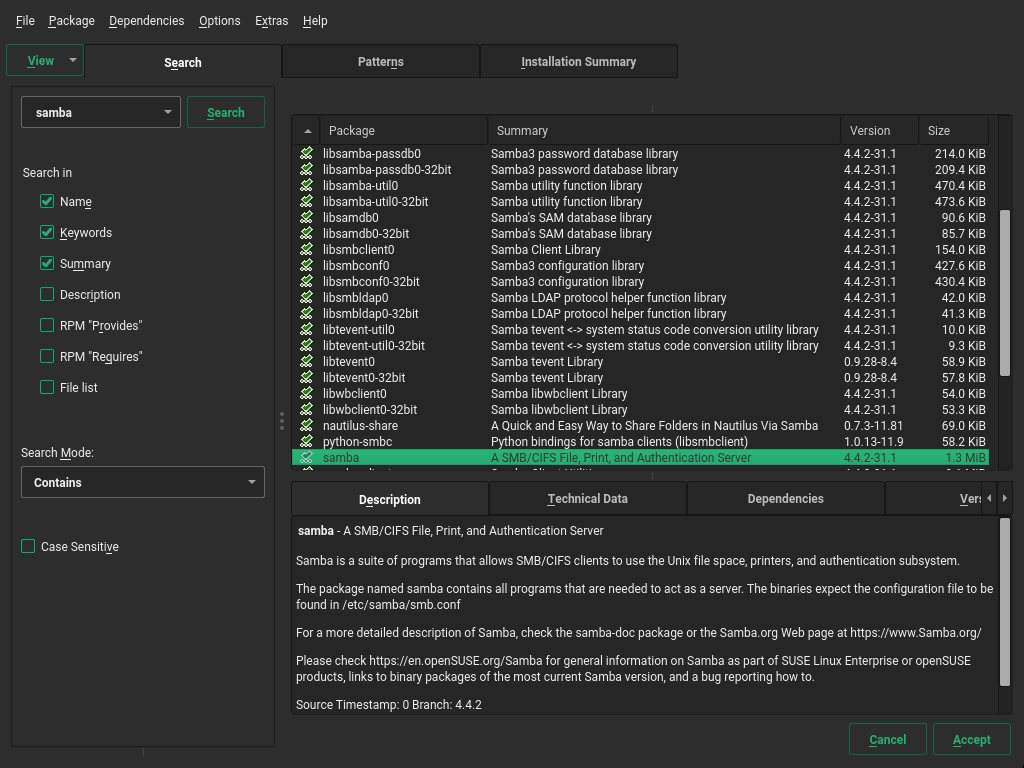 File Package Dependencies Options Extras Help
View Search Patterns Installation Summary
samba Search
Search in
Name
Keywords
Summary
Description
RPM "Provides"
RPM "Requires"
File list
Search Mode:
Contains
Case Sensitive
Package Summary Version Size
libsamba-passdb0 Samba3 password database library 4.4.2-31.1 214.0 KiB
libsamba-passdb0-32bit Samba3 password database library 4.4.2-31.1 209.4 KiB
libsamba-util0 Samba utility function library 4.4.2-31.1 470.4 KiB
libsamba-util0-32bit Samba utility function library 4.4.2-31.1 473.6 KiB
libsamdb0 Samba's SAM database library 4.4.2-31.1 90.6 KiB
libsamdb0-32bit Samba's SAM database library 4.4.2-31.1 85.7 KiB
libsmbclient0 Samba Client Library 4.4.2-31.1 154.0 KiB
libsmbconf0 Samba3 configuration library 4.4.2-31.1 427.6 KiB
libsmbconf0-32bit Samba3 configuration library 4.4.2-31.1 430.4 KiB
libsmbldap0 Samba LDAP protocol helper function library 4.4.2-31.1 42.0 KiB
libsmbldap0-32bit Samba LDAP protocol helper function library 4.4.2-31.1 41.3 KiB
libtevent-util0 Samba tevent <-> system status code conversion utility library 4.4.2-31.1 10.0 KiB
libtevent-util0-32bit Samba tevent <-> system status code conversion utility library 4.4.2-31.1 9.3 KiB
libtevent0 Samba tevent Library 0.9.28-8.4 58.9 KiB
libtevent0-32bit Samba tevent Library 0.9.28-8.4 57.8 KiB
libwbclient0 Samba libwbclient Library 4.4.2-31.1 54.0 KiB
libwbclient0-32bit Samba libwbclient Library 4.4.2-31.1 53.3 KiB
nautilus-share A Quick and Easy Way to Share Folders in Nautilus Via Samba 0.7.3-11.81 69.0 KiB
python-smbc Python bindings for samba clients (libsmbclient) 1.0.13-11.9 58.2 KiB
samba A SMB/CIFS File, Print, and Authentication Server 4.4.2-31.1 1.3 MiB
Description Technical Data Dependencies Vers
samba - A SMB/CIFS File, Print, and Authentication Server
Samba is a suite of programs that allows SMB/CIFS clients to use the Unix file space, printers, and authentication subsystem.
The package named samba contains all programs that are needed to act as a server. The binaries expect the configuration file to be
found in /etc/samba/smb.conf
For a more detailed description of Samba, check the samba-doc package or the Samba.org Web page at https://www.Samba.org/
Please check https://en.openSUSE.org/Samba for general information on Samba as part of SUSE Linux Enterprise or openSUSE
products, links to binary packages of the most current Samba version, and a bug reporting how to.
Source Timestamp: 0 Branch: 4.4.2
Cancel Accept